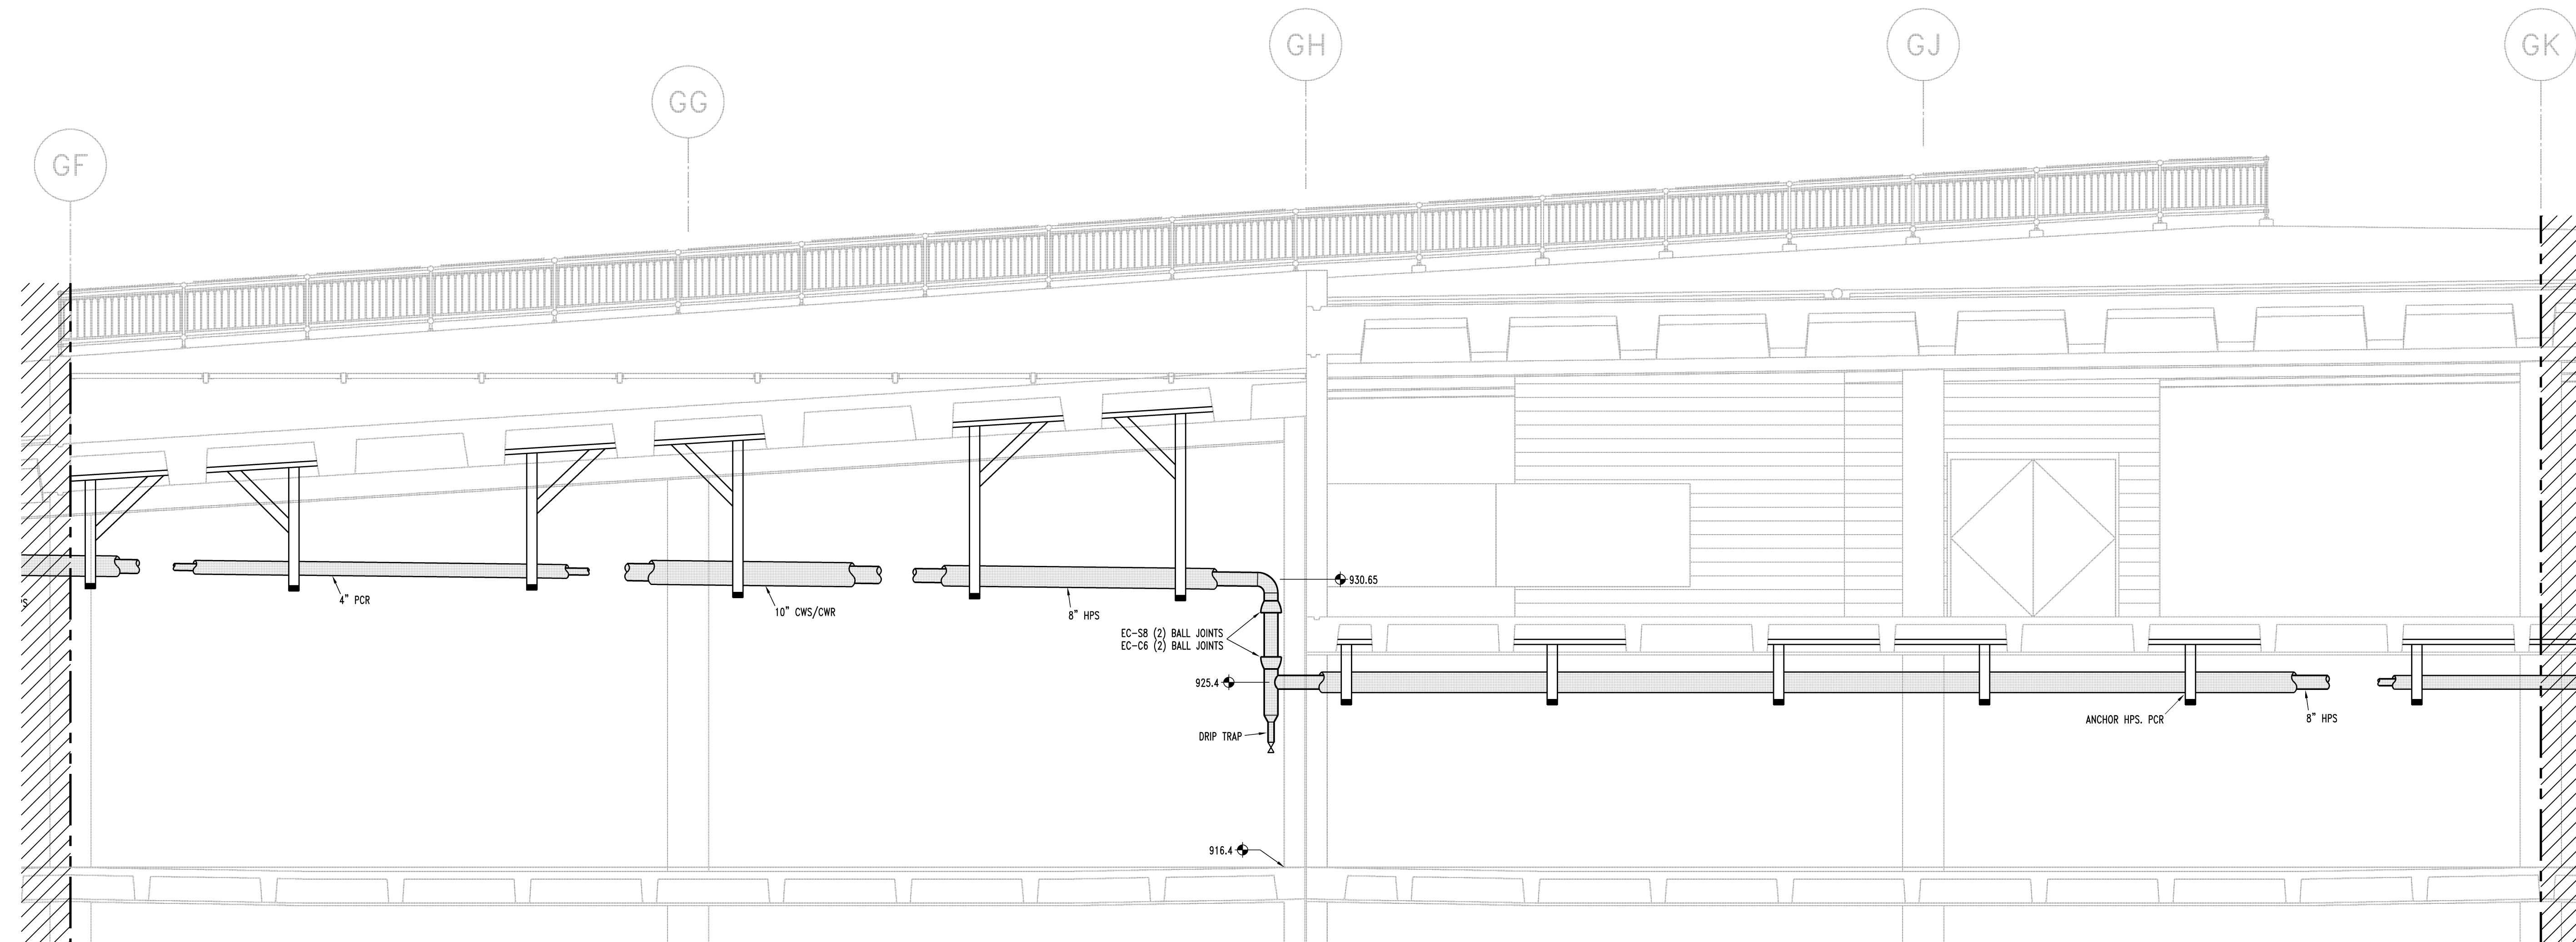 GF
GG
GH
GJ
GK
4" PCR
10" CWS/CWR
8" HPS
930.65
EC-S8 (2) BALL JOINTS
EC-C6 (2) BALL JOINTS
925.4
DRIP TRAP
ANCHOR HPS. PCR
8" HPS
916.4